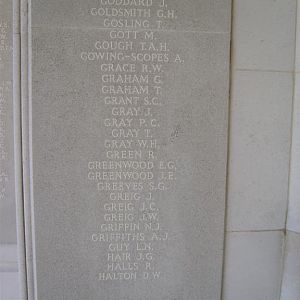 GODDARD J.
GOLDSMITH G.H.
GOSLING T.
GOTT M.
GOUGH T.A.H.
GOWING-SCOPES A.
GRACE R.W.
GRAHAM G.
GRAHAM T.
GRANT S.C.
GRAY J.
GRAY P.C.
GRAY T.
GRAY W.H.
GREEN R.
GREENWOOD E.G.
GREENWOOD J.E.
GREEVES S.G.
GREIG J.
GREIG J.C.
GREIG J.W.
GRIFFIN N.J.
GRIFFITHS A.J.
GUY L.N.
HAIR J.G.
HALLS R.
HALTON D.W.